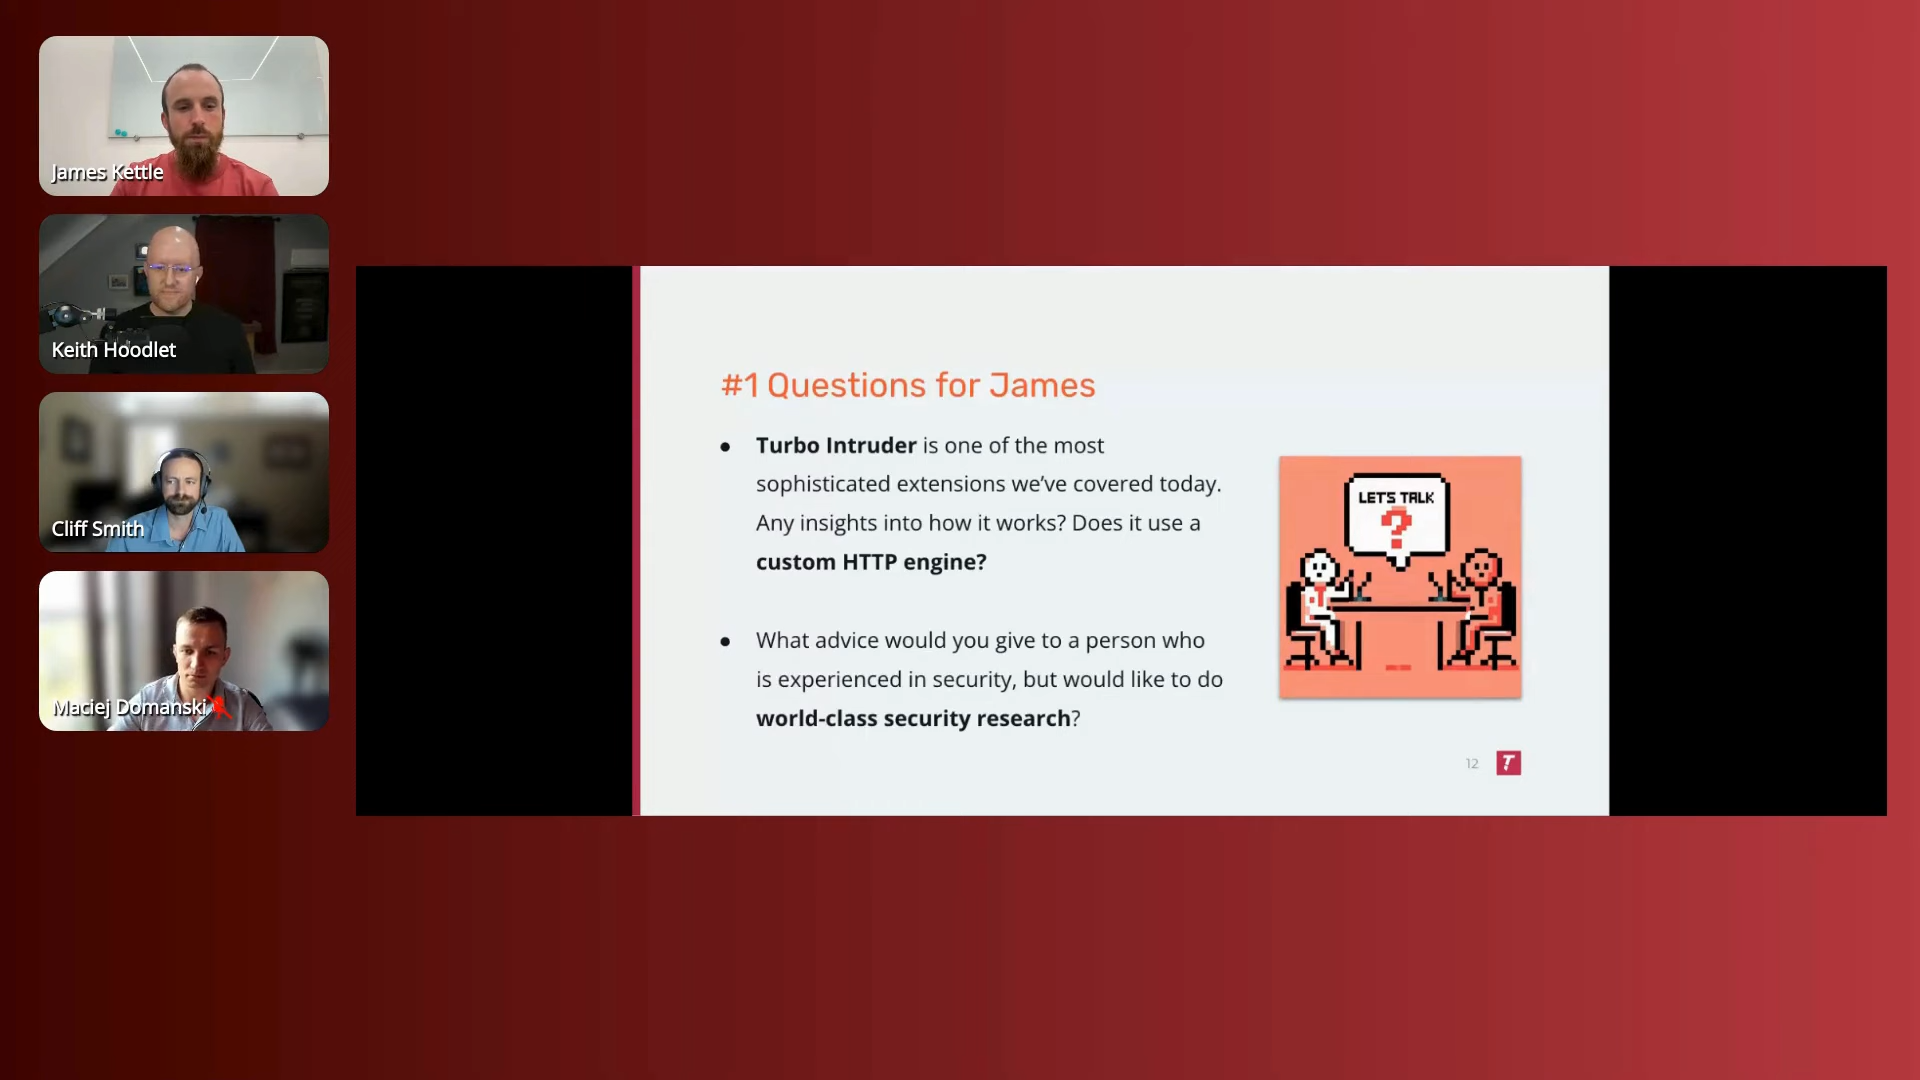 James Kettle
Keith Hoodlet
Cliff Smith
Maciej Domanski
#1 Questions for James
● Turbo Intruder is one of the most
sophisticated extensions we’ve covered today.
Any insights into how it works? Does it use a
custom HTTP engine?
● What advice would you give to a person who
is experienced in security, but would like to do
world-class security research?
LET'S TALK
?
12
T